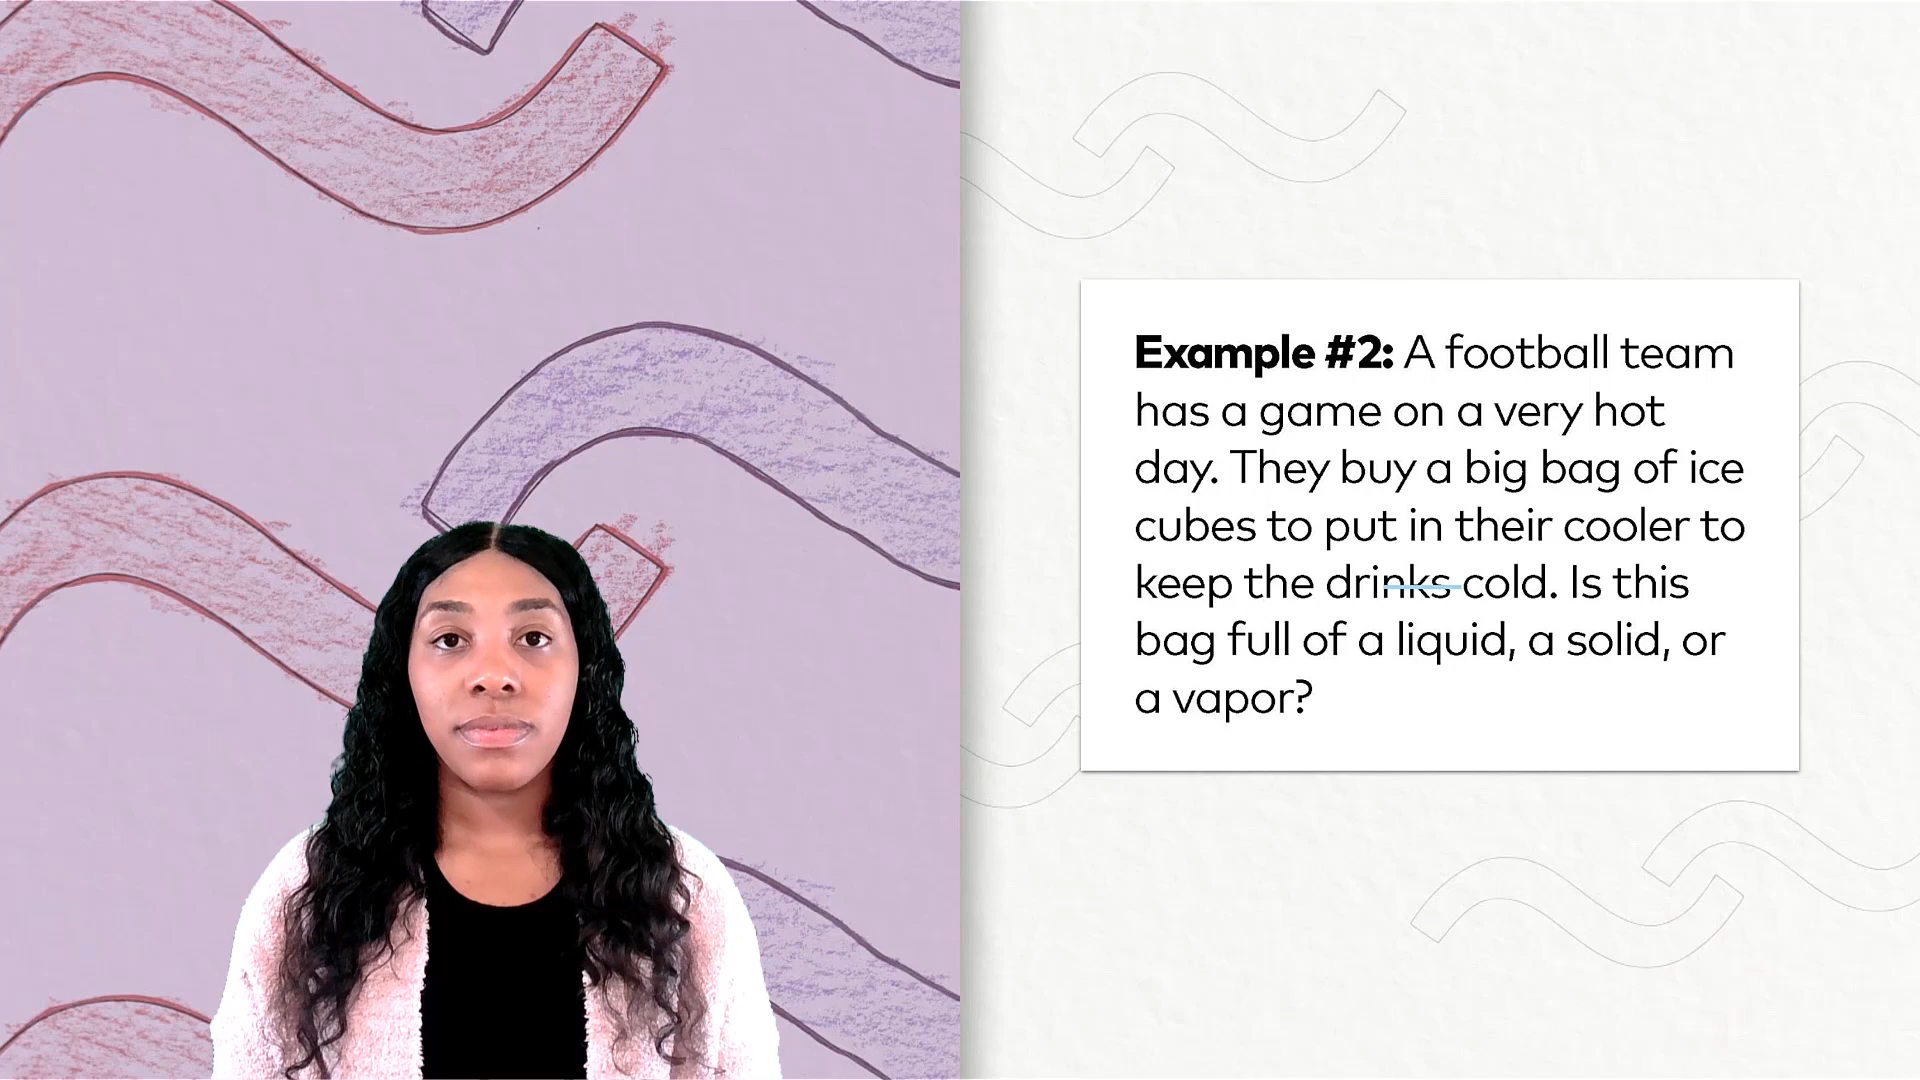 Example #2: A football team
has a game on a very hot
day. They buy a big bag of ice
cubes to put in their cooler to
keep the drinks cold. Is this
bag full of a liquid, a solid, or
a vapor?